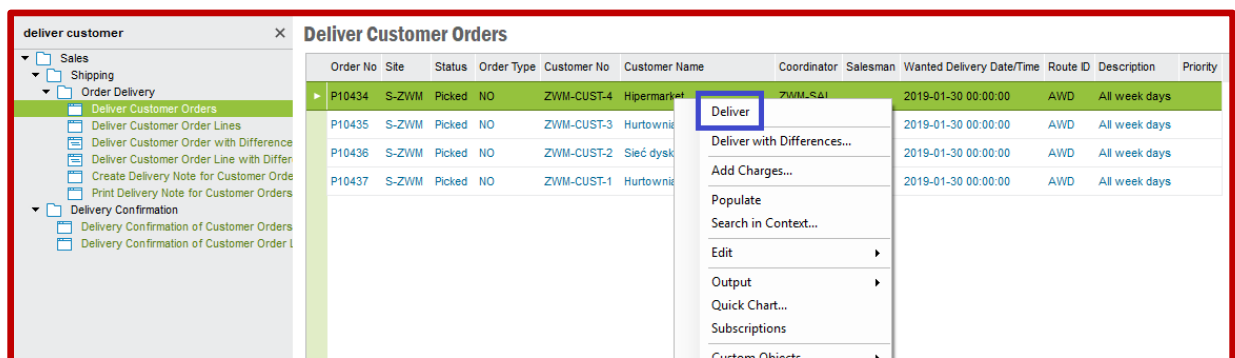 deliver customer ×
Deliver Customer Orders
Sales
Shipping
Order Delivery
Deliver Customer Orders
Deliver Customer Order Lines
Deliver Customer Order with Difference
Deliver Customer Order Line with Differen
Create Delivery Note for Customer Orde
Print Delivery Note for Customer Orders
Delivery Confirmation
Delivery Confirmation of Customer Orders
Delivery Confirmation of Customer Order L
Order No Site Status Order Type Customer No Customer Name Coordinator Salesman Wanted Delivery Date/Time Route ID Description Priority
P10434 S-ZWM Picked NO ZWM-CUST-4 Hipermarket ZWM-SAL 2019-01-30 00:00:00 AWD All week days
P10435 S-ZWM Picked NO ZWM-CUST-3 Hurtownia 2019-01-30 00:00:00 AWD All week days
P10436 S-ZWM Picked NO ZWM-CUST-2 Sieć dysk 2019-01-30 00:00:00 AWD All week days
P10437 S-ZWM Picked NO ZWM-CUST-1 Hurtownia 2019-01-30 00:00:00 AWD All week days
Deliver
Deliver with Differences...
Add Charges...
Populate
Search in Context...
Edit
Output
Quick Chart...
Subscriptions
Custom Objects